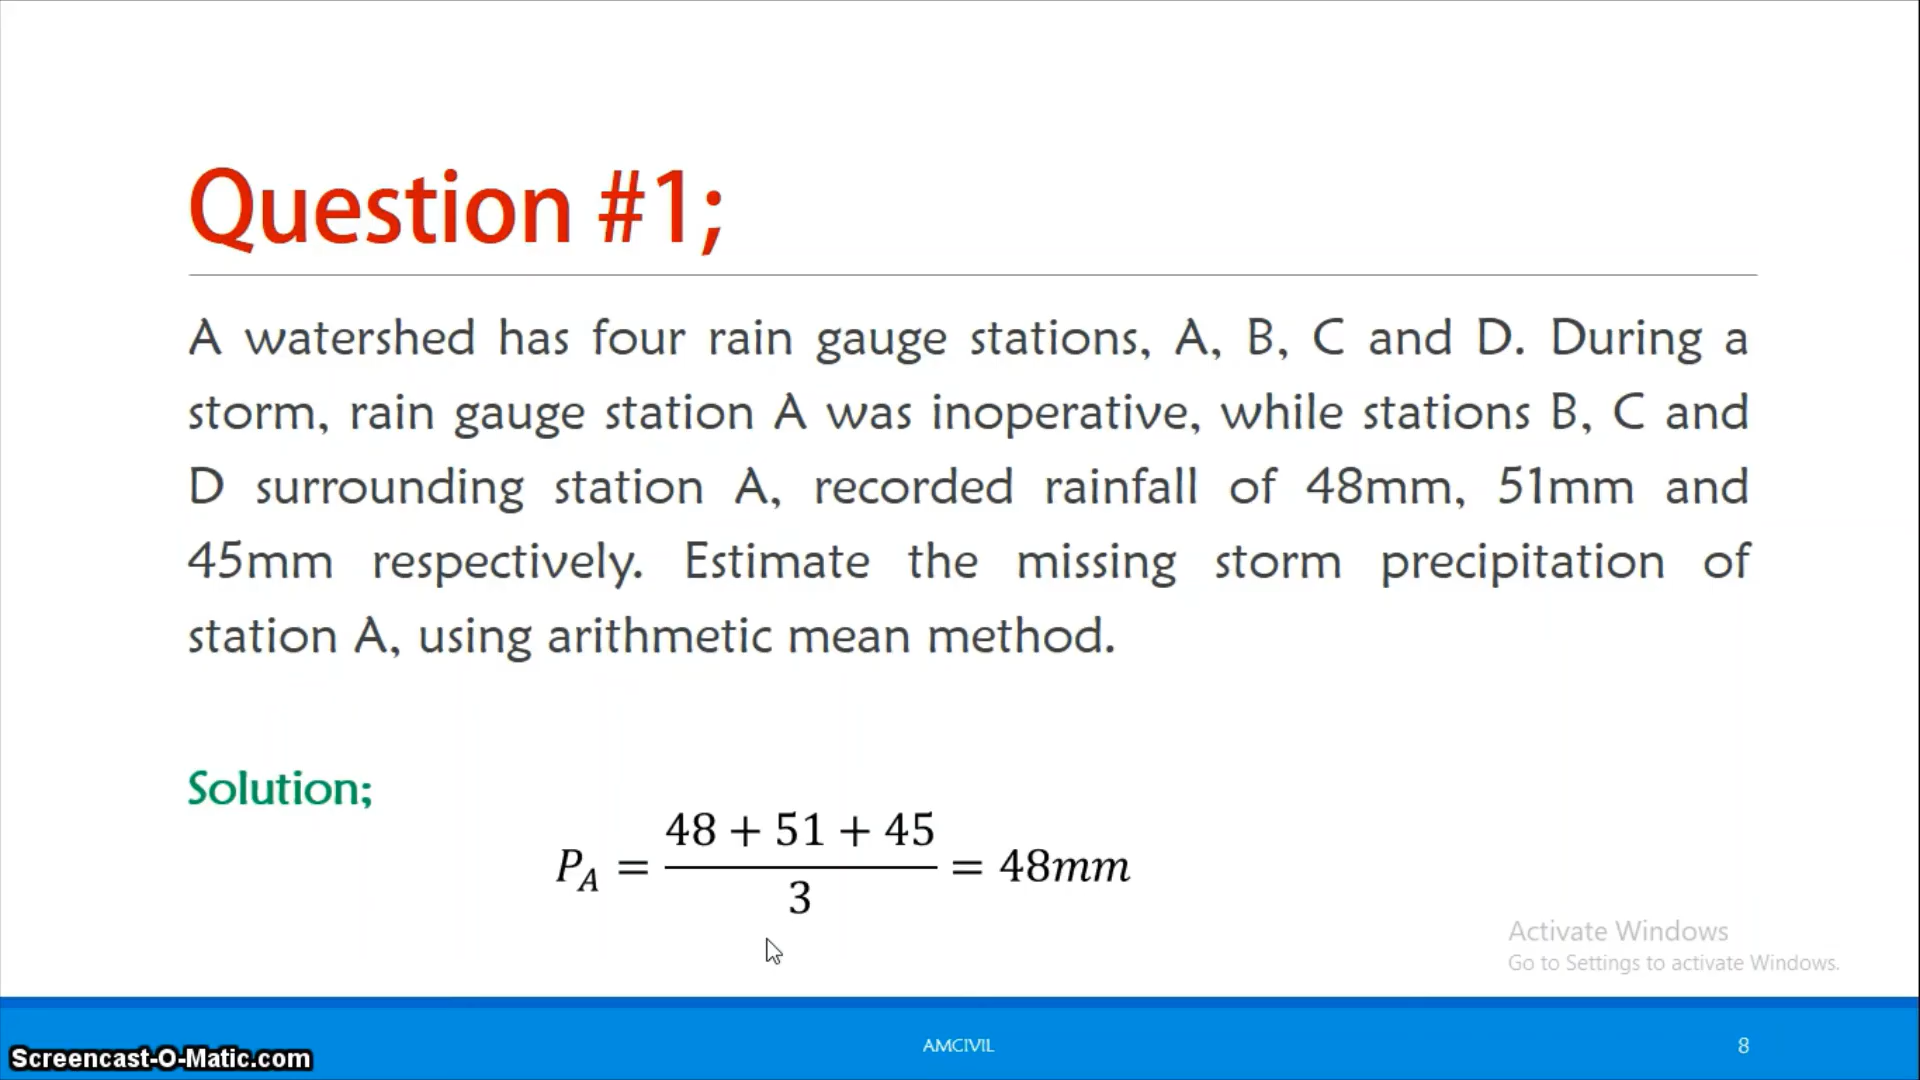 Question #1;
A watershed has four rain gauge stations, A, B, C and D. During a
storm, rain gauge station A was inoperative, while stations B, C and
D surrounding station A, recorded rainfall of 48mm, 51mm and
45mm respectively. Estimate the missing storm precipitation of
station A, using arithmetic mean method.
Solution;
P_A = (48 + 51 + 45) / 3 = 48mm
Activate Windows
Go to Settings to activate Windows.
Screencast-O-Matic.com
AMCIVIL
8